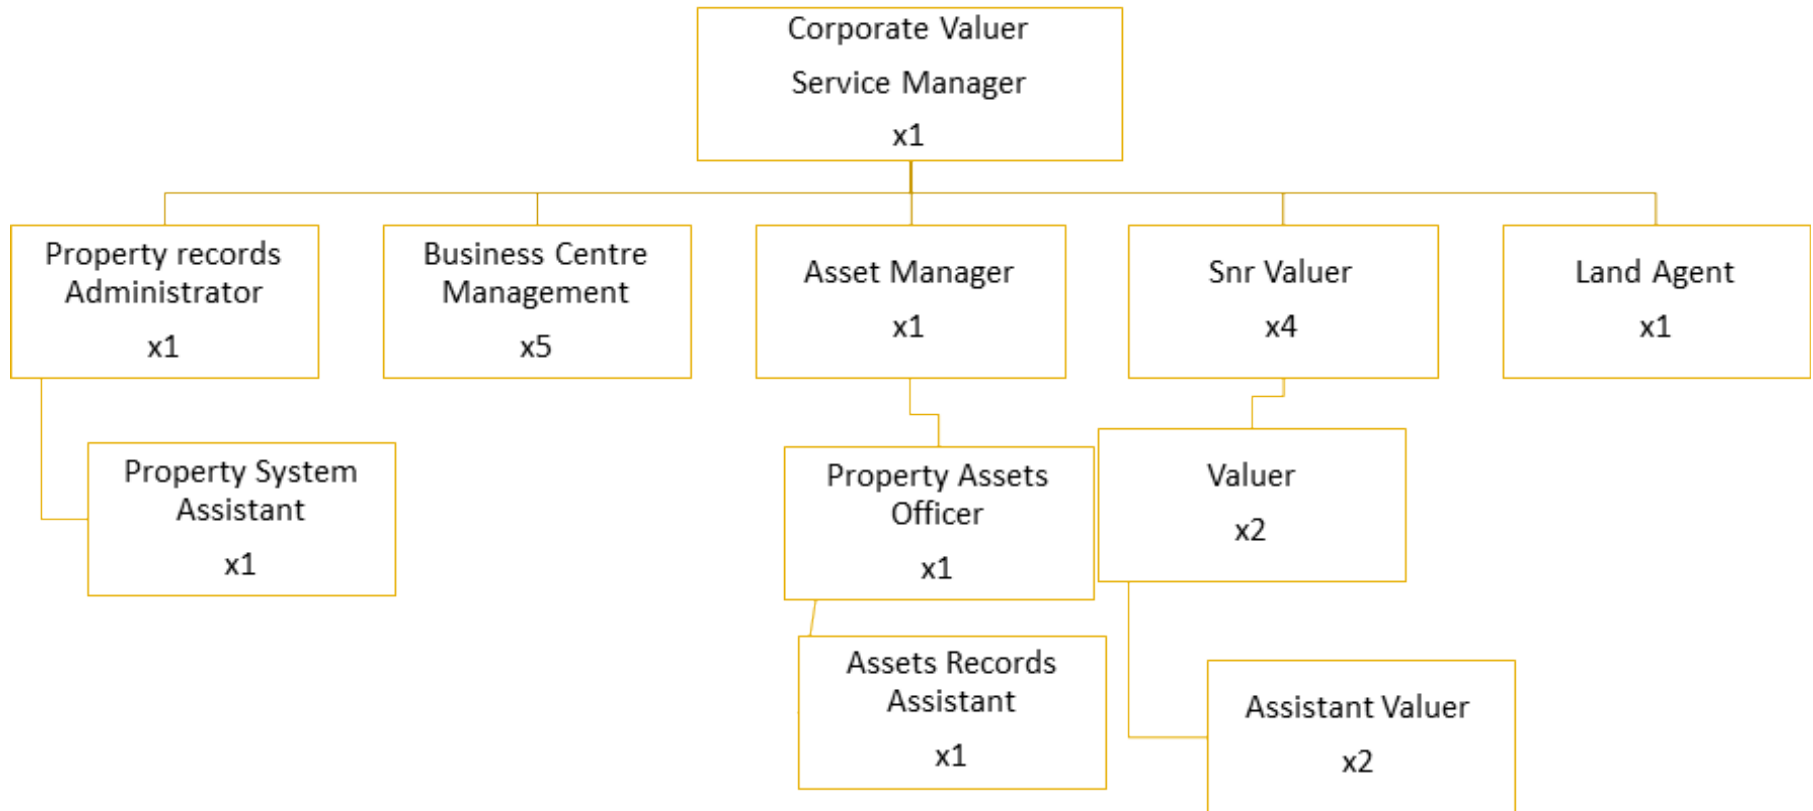 Corporate Valuer
Service Manager
x1
Property records
Administrator
x1
Business Centre
Management
x5
Asset Manager
x1
Snr Valuer
x4
Land Agent
x1
Property System
Assistant
x1
Property Assets
Officer
x1
Valuer
x2
Assets Records
Assistant
x1
Assistant Valuer
x2